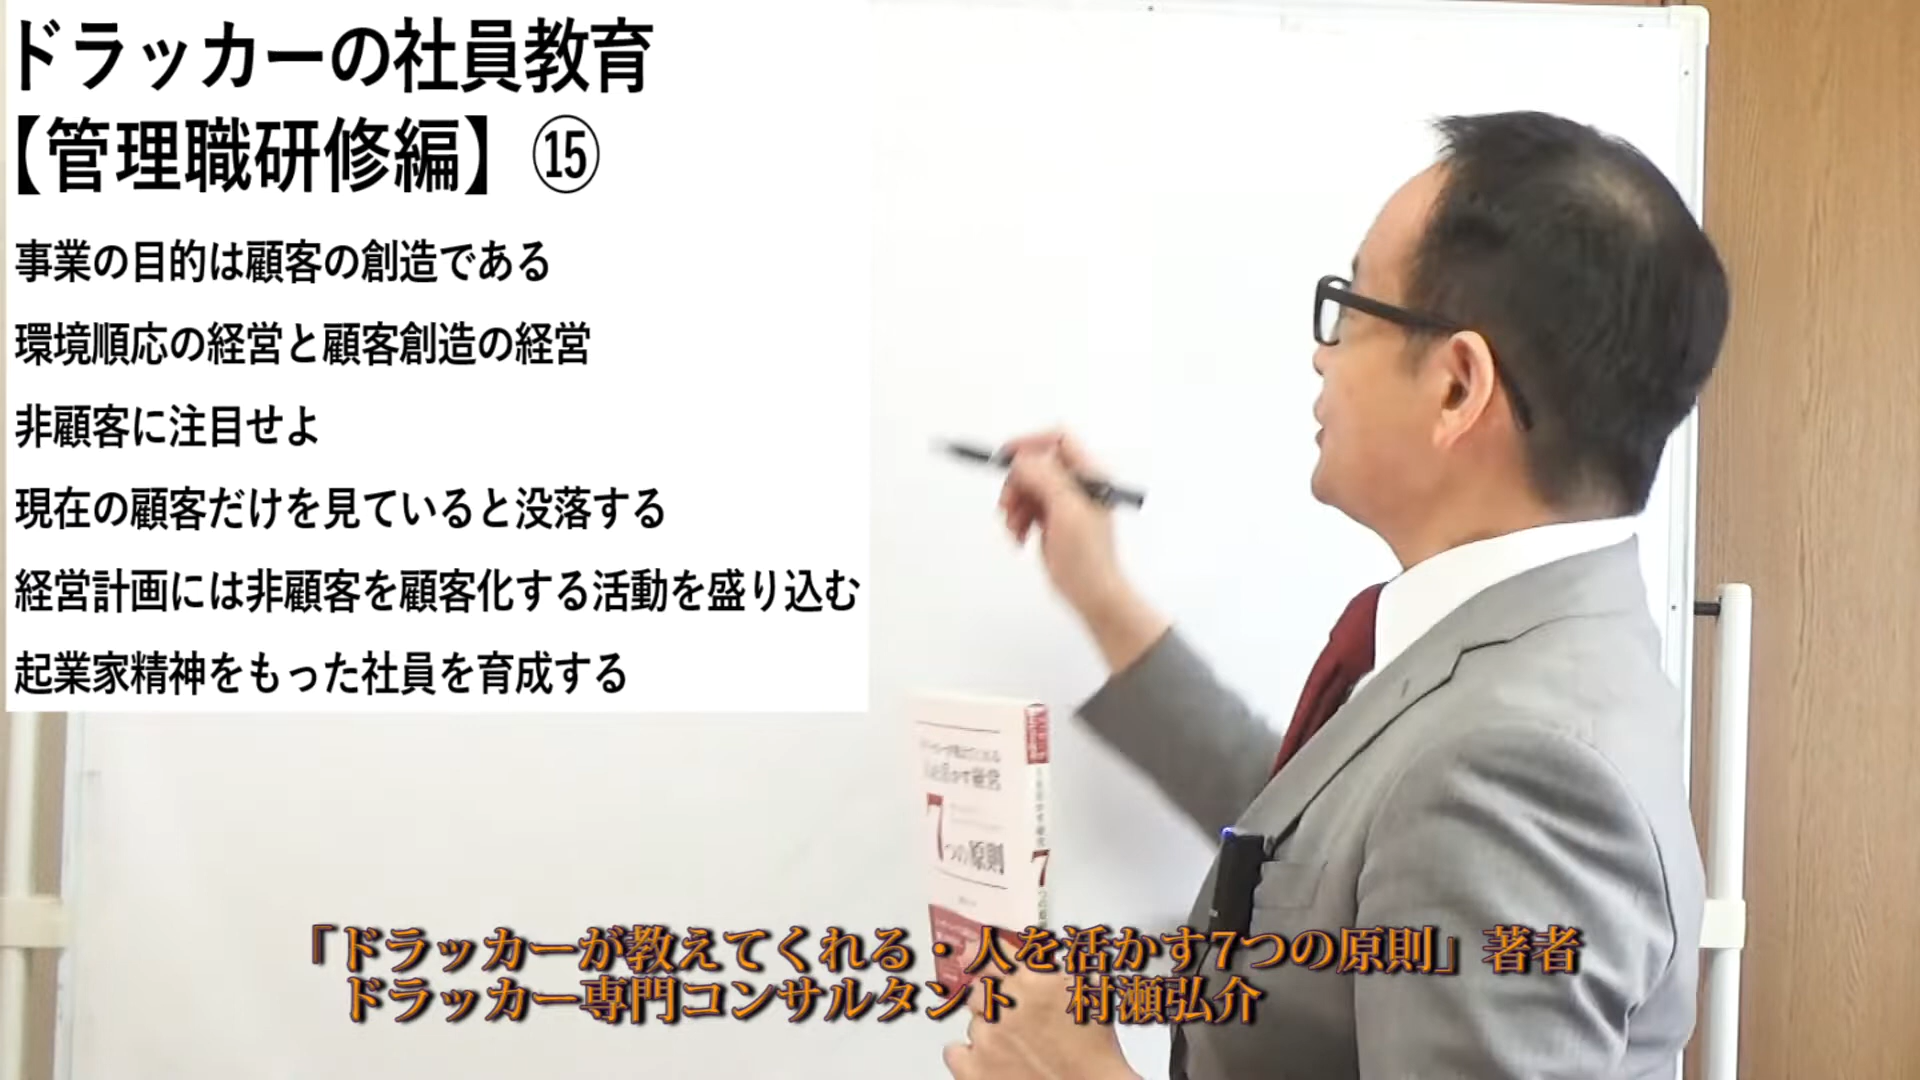 ドラッカーの社員教育
【管理職研修編】⑮
事業の目的は顧客の創造である
環境順応の経営と顧客創造の経営
非顧客に注目せよ
現在の顧客だけを見ていると没落する
経営計画には非顧客を顧客化する活動を盛り込む
起業家精神をもった社員を育成する
7つの原則
「ドラッカーが教えてくれる・人を活かす7つの原則」著者
ドラッカー専門コンサルタント　村瀬弘介